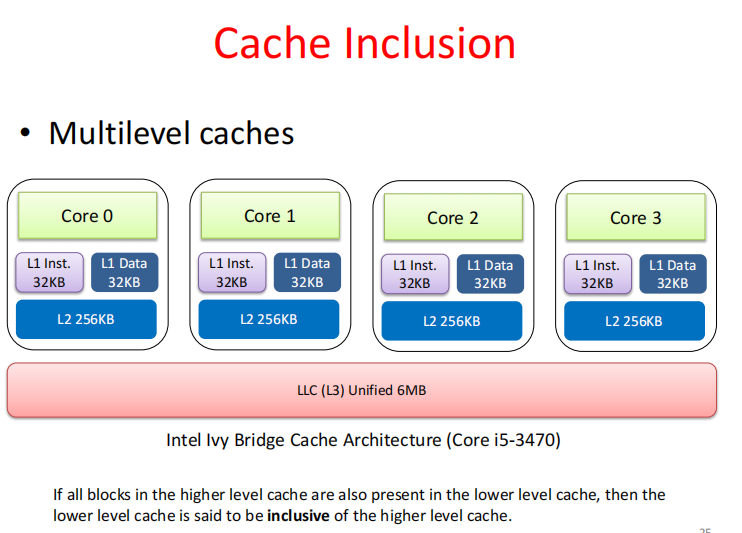 Cache Inclusion
• Multilevel caches
Core 0
Core 1
Core 2
Core 3
L1 Inst.
32KB
L1 Data
32KB
L1 Inst.
32KB
L1 Data
32KB
L1 Inst.
32KB
L1 Data
32KB
L1 Inst.
32KB
L1 Data
32KB
L2 256KB
L2 256KB
L2 256KB
L2 256KB
LLC (L3) Unified 6MB
Intel Ivy Bridge Cache Architecture (Core i5-3470)
If all blocks in the higher level cache are also present in the lower level cache, then the
lower level cache is said to be inclusive of the higher level cache.